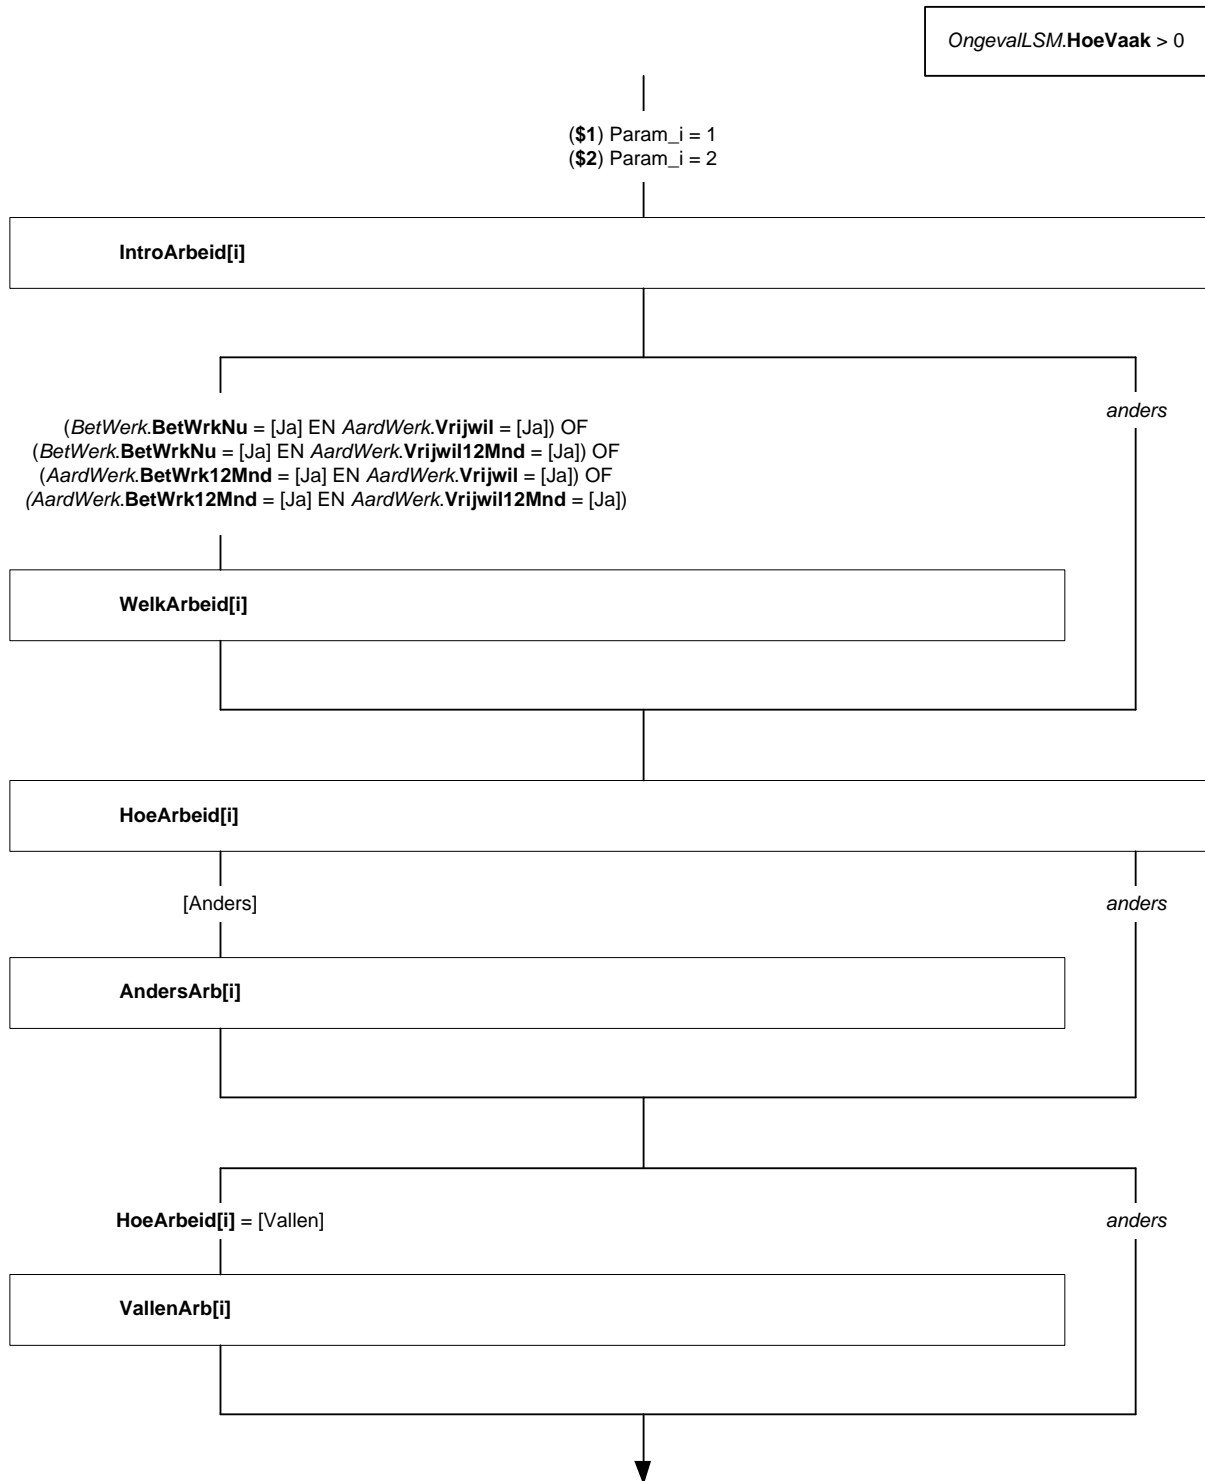 OngevalLSM.HoeVaak > 0
($1) Param_i = 1
($2) Param_i = 2
IntroArbeid[i]
(BetWerk.BetWrkNu = [Ja] EN AardWerk.Vrijwil = [Ja]) OF
(BetWerk.BetWrkNu = [Ja] EN AardWerk.Vrijwil12Mnd = [Ja]) OF
(AardWerk.BetWrk12Mnd = [Ja] EN AardWerk.Vrijwil = [Ja]) OF
(AardWerk.BetWrk12Mnd = [Ja] EN AardWerk.Vrijwil12Mnd = [Ja])
anders
WelkArbeid[i]
HoeArbeid[i]
[Anders]
anders
AndersArb[i]
HoeArbeid[i] = [Vallen]
anders
VallenArb[i]